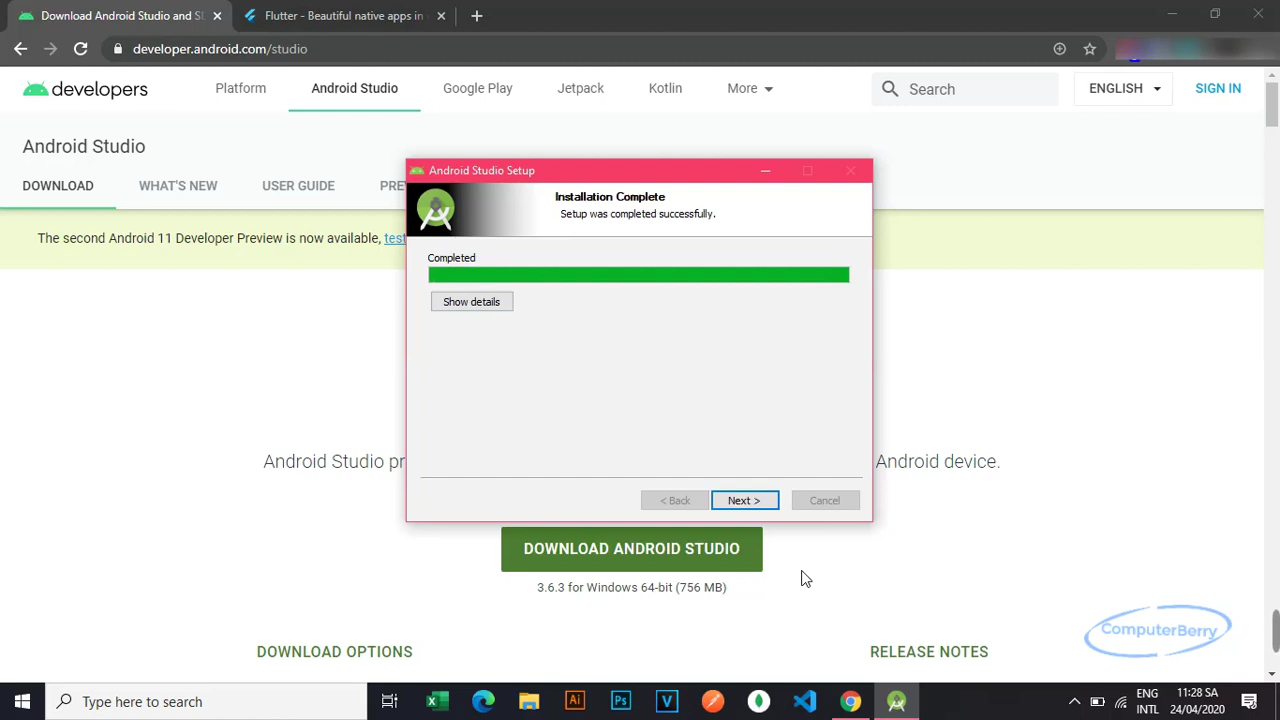 Download Android Studio and S
Flutter - Beautiful native apps in
developer.android.com/studio
developers
Platform
Android Studio
Google Play
Jetpack
Kotlin
More
Search
ENGLISH
SIGN IN
Android Studio
DOWNLOAD
WHAT'S NEW
USER GUIDE
PRE
The second Android 11 Developer Preview is now available, test
Android Studio Setup
Installation Complete
Setup was completed successfully.
Completed
Show details
< Back
Next >
Cancel
Android Studio pr
Android device.
DOWNLOAD ANDROID STUDIO
3.6.3 for Windows 64-bit (756 MB)
DOWNLOAD OPTIONS
RELEASE NOTES
ComputerBerry
Type here to search
Ai
Ps
V
ENG
INTL
11:28 SA
24/04/2020